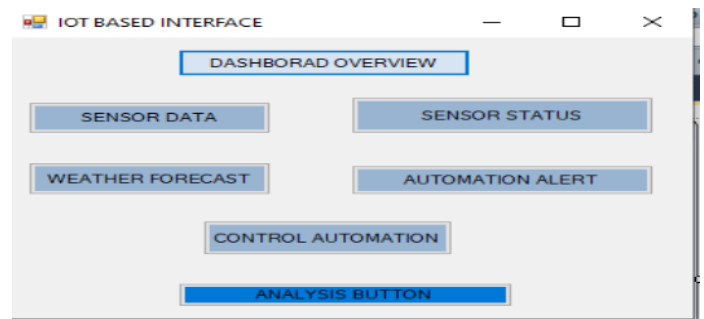 IOT BASED INTERFACE
DASHBORAD OVERVIEW
SENSOR DATA
SENSOR STATUS
WEATHER FORECAST
AUTOMATION ALERT
CONTROL AUTOMATION
ANALYSIS BUTTON